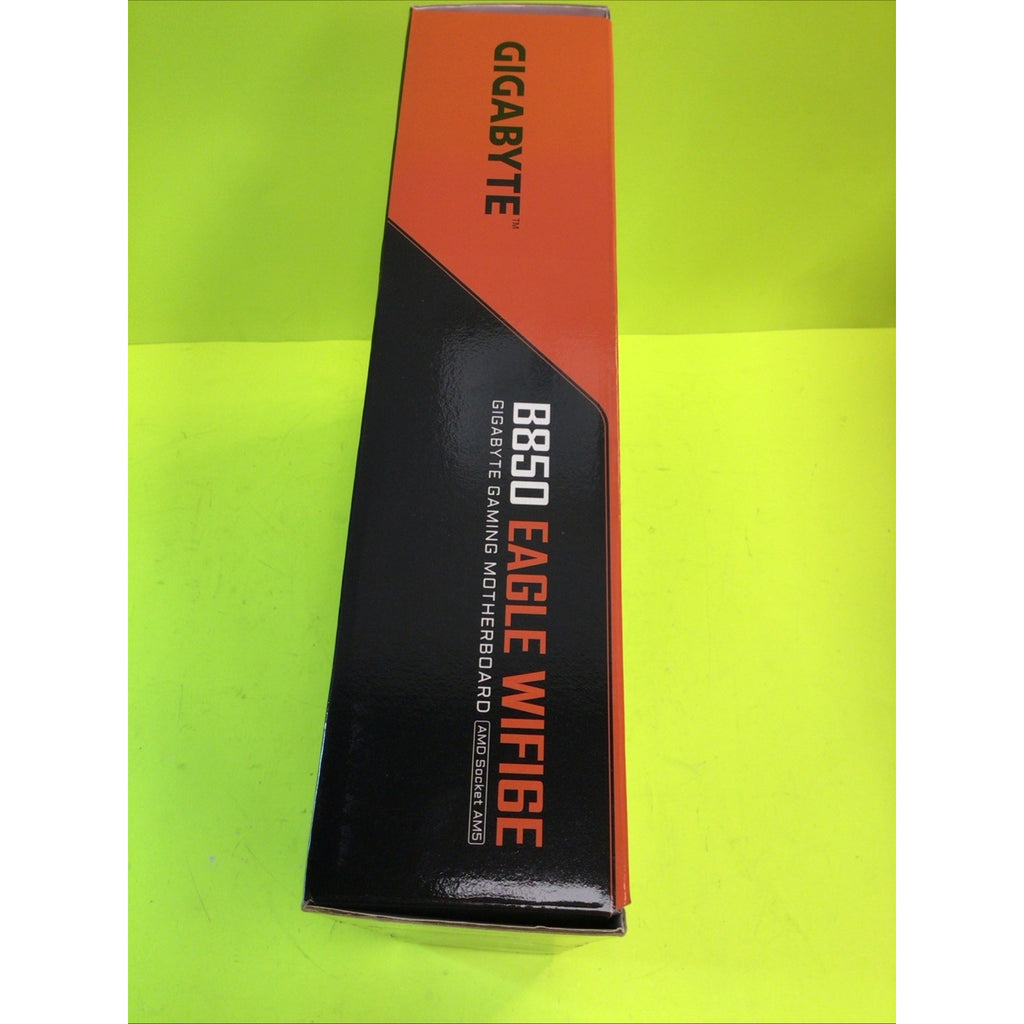 GIGABYTE™
B850 EAGLE WIFI6E
GIGABYTE GAMING MOTHERBOARD AMD Socket AM5